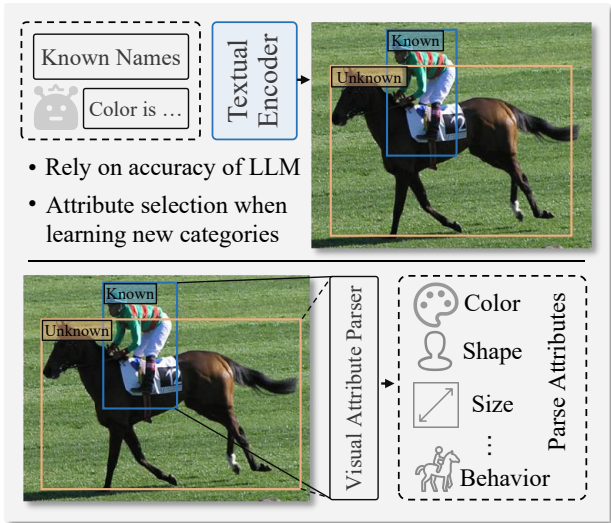 Known Names
Color is ...
Textual
Encoder
Known
Unknown
• Rely on accuracy of LLM
• Attribute selection when
learning new categories
Known
Unknown
Visual Attribute Parser
Color
Shape
Size
⋮
Behavior
Parse Attributes